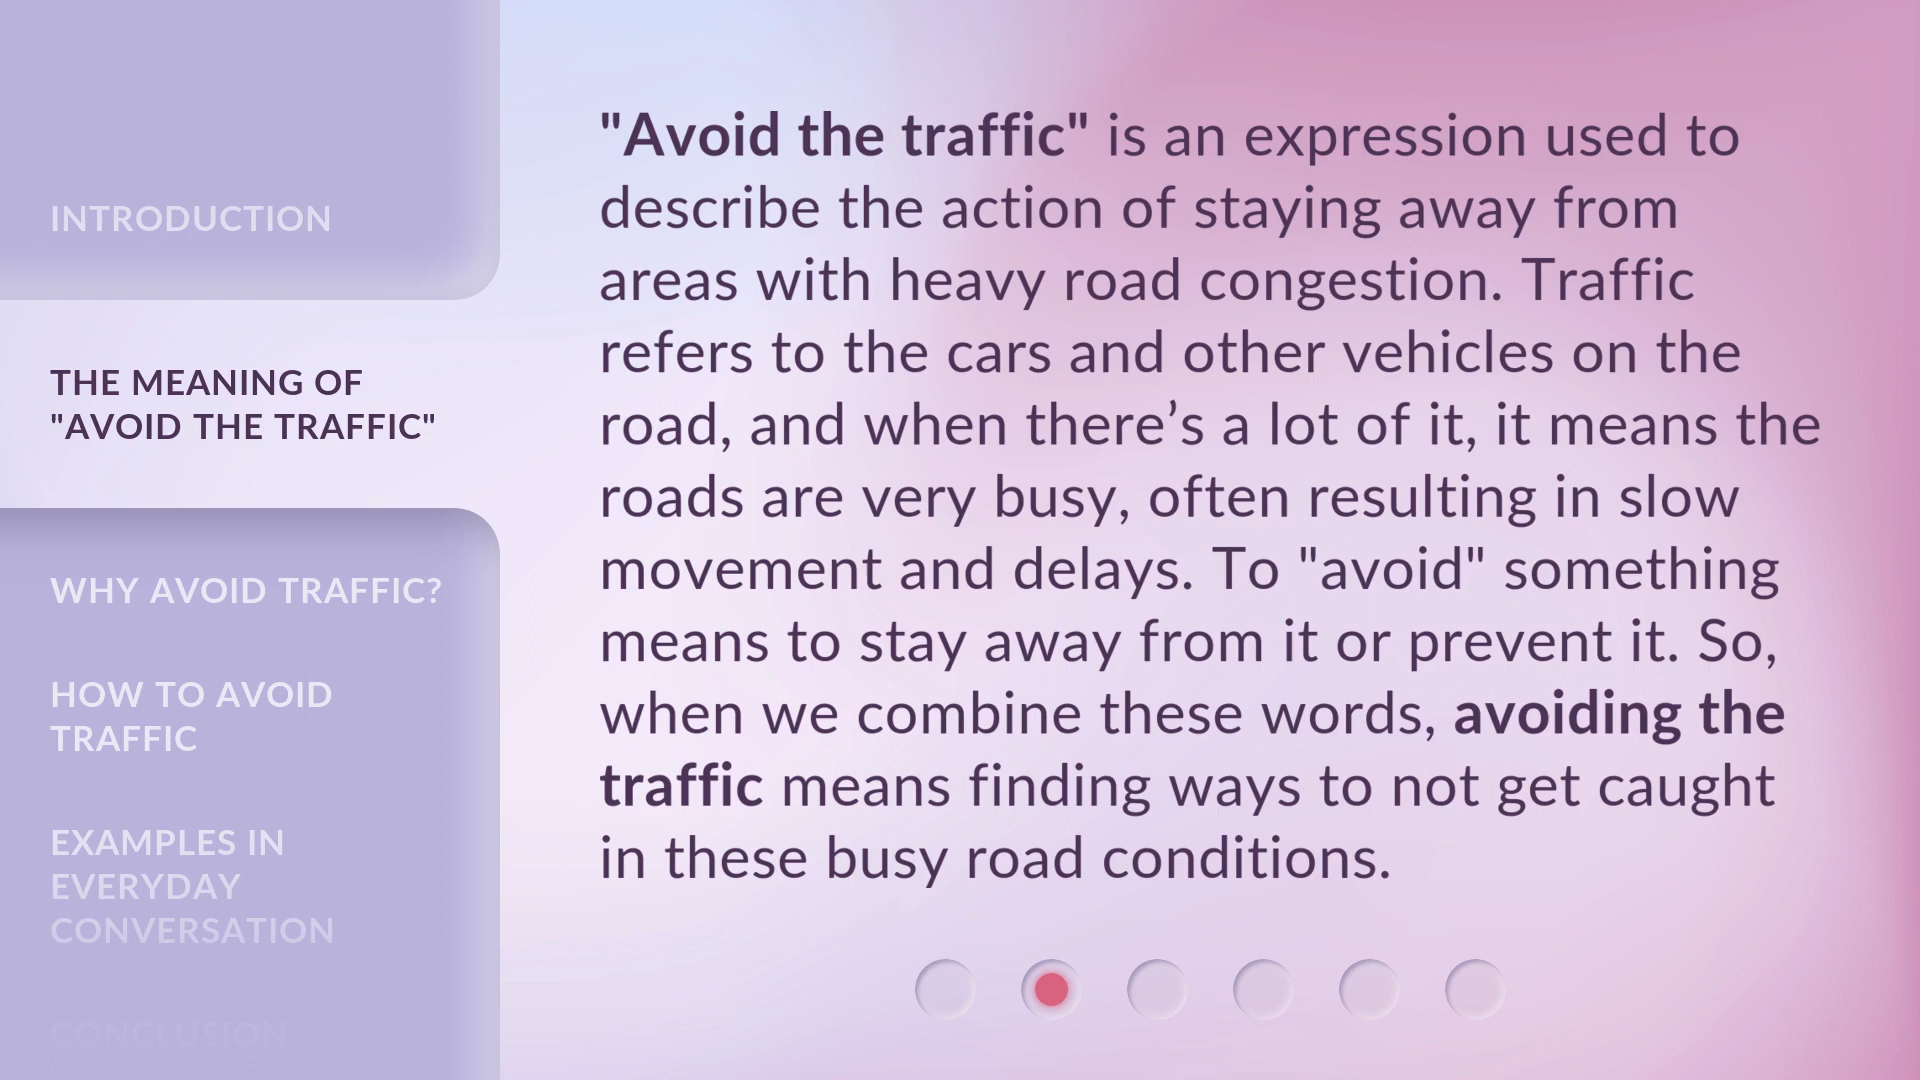 INTRODUCTION
THE MEANING OF
"AVOID THE TRAFFIC"
WHY AVOID TRAFFIC?
HOW TO AVOID
TRAFFIC
EXAMPLES IN
EVERYDAY
CONVERSATION
CONCLUSION
"Avoid the traffic" is an expression used to
describe the action of staying away from
areas with heavy road congestion. Traffic
refers to the cars and other vehicles on the
road, and when there’s a lot of it, it means the
roads are very busy, often resulting in slow
movement and delays. To "avoid" something
means to stay away from it or prevent it. So,
when we combine these words, avoiding the
traffic means finding ways to not get caught
in these busy road conditions.